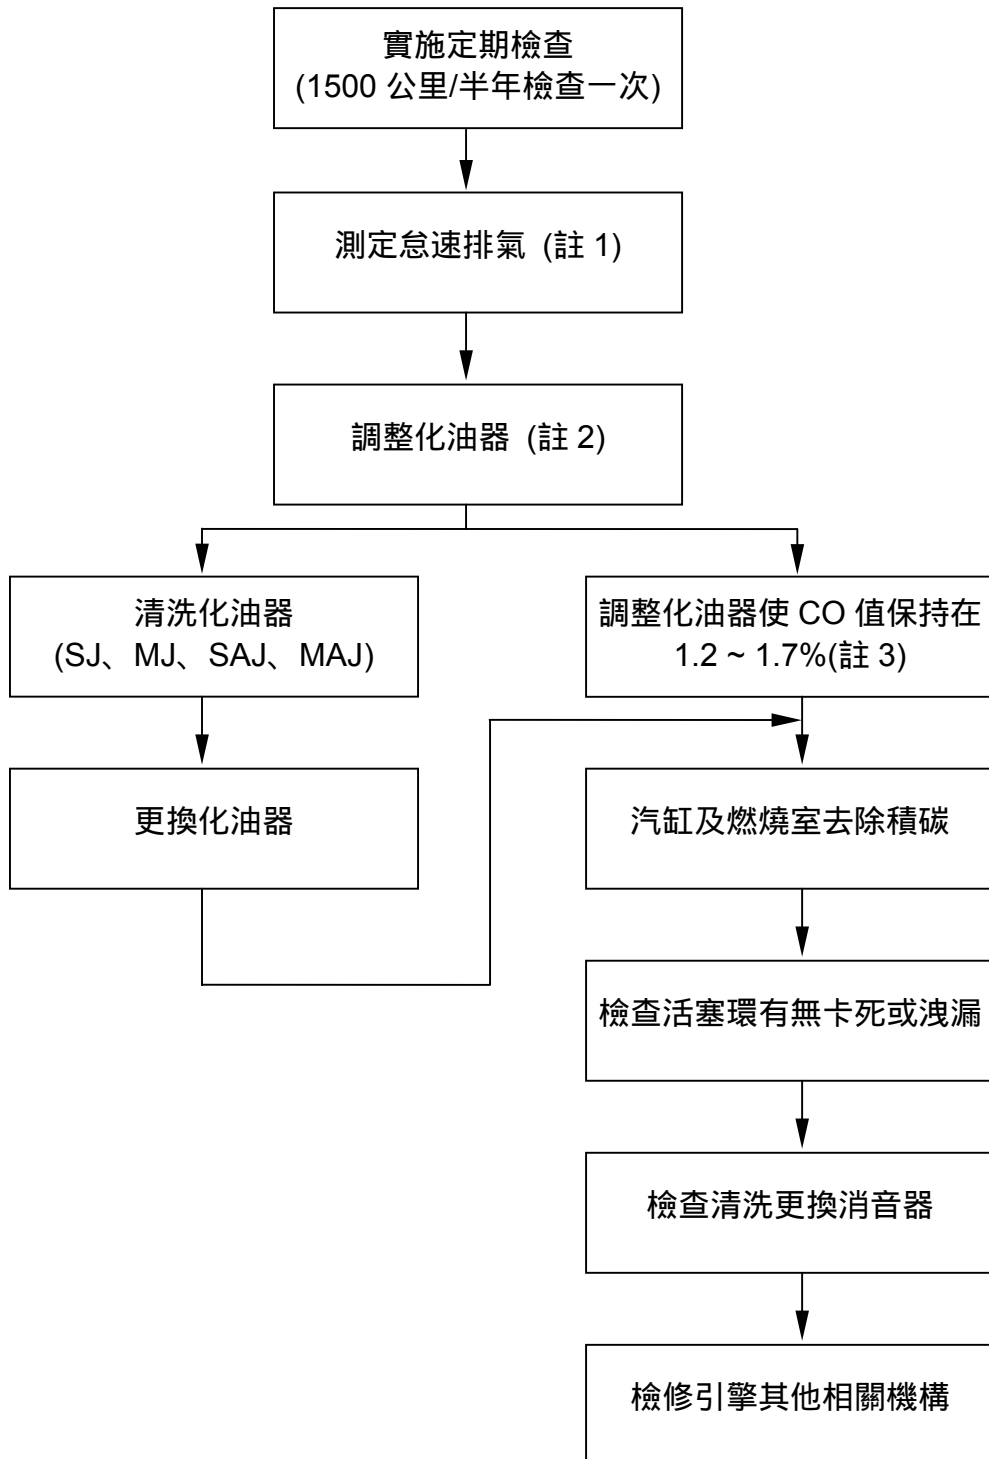 實施定期檢查
(1500 公里/半年檢查一次)
測定怠速排氣 (註 1)
調整化油器 (註 2)
清洗化油器
(SJ、MJ、SAJ、MAJ)
更換化油器
調整化油器使 CO 值保持在
1.2 ~ 1.7%(註 3)
汽缸及燃燒室去除積碳
檢查活塞環有無卡死或洩漏
檢查清洗更換消音器
檢修引擎其他相關機構